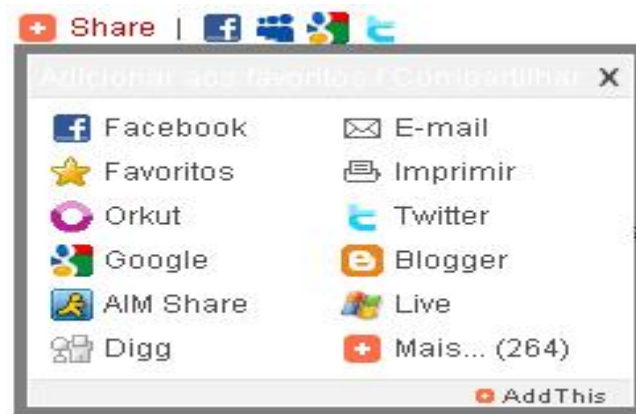 Share |
Adicionar aos favoritos / Compartilhar X
Facebook E-mail
Favoritos Imprimir
Orkut Twitter
Google Blogger
AIM Share Live
Digg Mais... (264)
AddThis